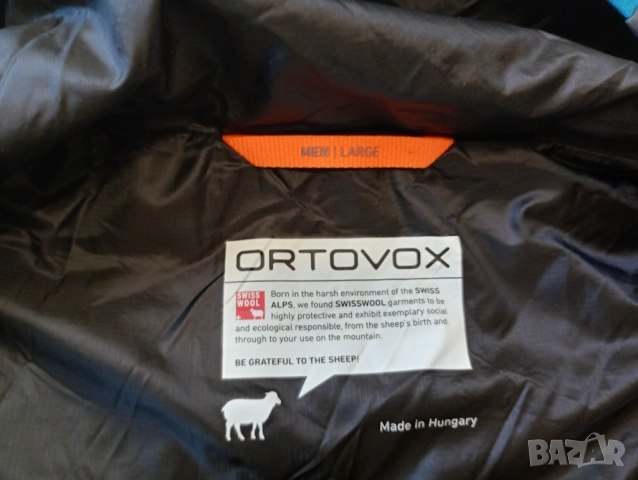 MEN | LARGE
ORTOVOX
SWISS
WOOL
Born in the harsh environment of the SWISS
ALPS, we found SWISSWOOL garments to be
highly protective and exhibit exemplary social
and ecological responsible, from the sheep's birth and
through to your use on the mountain.
BE GRATEFUL TO THE SHEEP!
Made in Hungary
BAZAR